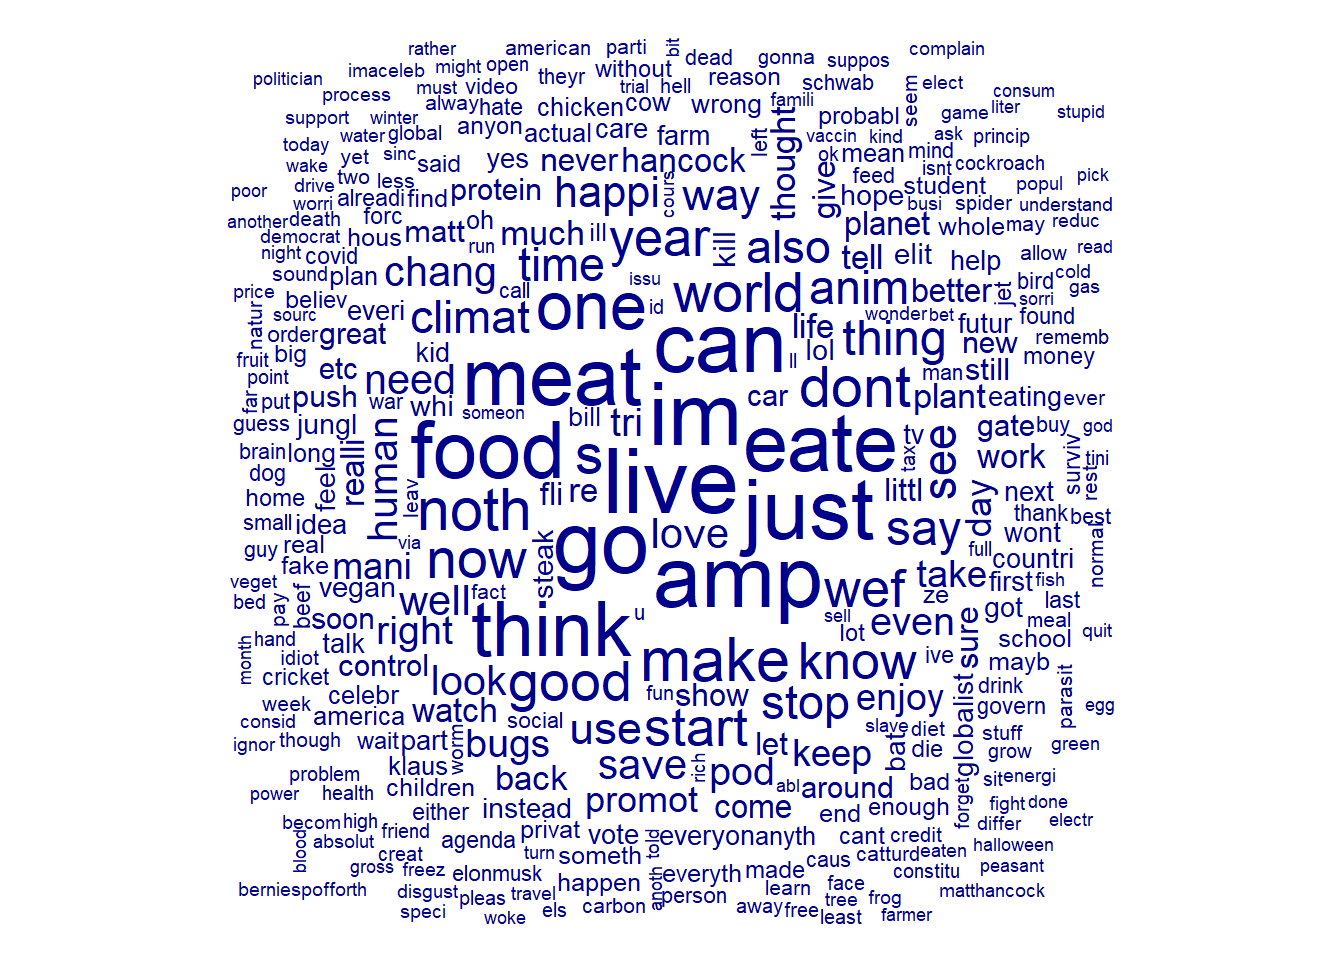 rather american parti bit dead gonna suppos complain
politician imaceleb might open theyr without reason schwab elect consum
process must video trial hell famili seem game liter stupid
support winter alway hate chicken cow wrong probabl
today water global anyon actual care farm left thought vaccin kind ask princip
wake yet sinc said yes never hancock ok mean mind isnt cockroach pick
poor drive two less protein happi cours way give feed student popul
worri alreadi find hope busi spider understand
another death forc matt oh much ill year kill also planet whole may reduc
democrat hous run tell elit help allow read
night covid chang time issu world anim better jet bird cold
sound plan call id sorri gas
price believ everi climat one can life thing wonder bet futur found
natur sourc order great kid ll lol new rememb
fruit big etc need meat dont man still money
point far put push war whi someon bill tri im car plant eating ever
guess jungl food s eate tv see gate buy god
brain long realli human live tax work surviv tini
dog feel leav noth fli re just littl day next rest
home small idea love say thank best
guy real via now steak go full wont countri normal
fake mani amp wef take first fish
veget vegan well fact ze last
bed pay beef soon think u sell even got meal
month hand talk right make lot know sure school quit
idiot control good ive mayb
cricket look fun show stop enjoy drink parasit
week celebr watch social globalist govern egg
consid america use start slave diet stuff
ignor though wait part worm bugs let keep bat die grow green
klaus save rich pod abl sit energi
problem children back around bad forget
power health either instead promot come end enough fight done
becom high friend agenda privat vote everyon anyth cant credit differ electr
blood absolut creat turn someth told caus catturd eaten halloween
gross freez elonmusk happen everyth made constitu peasant
berniespofforth disgust pleas travel anoth person learn face tree frog matthancock
speci woke els carbon away free least farmer